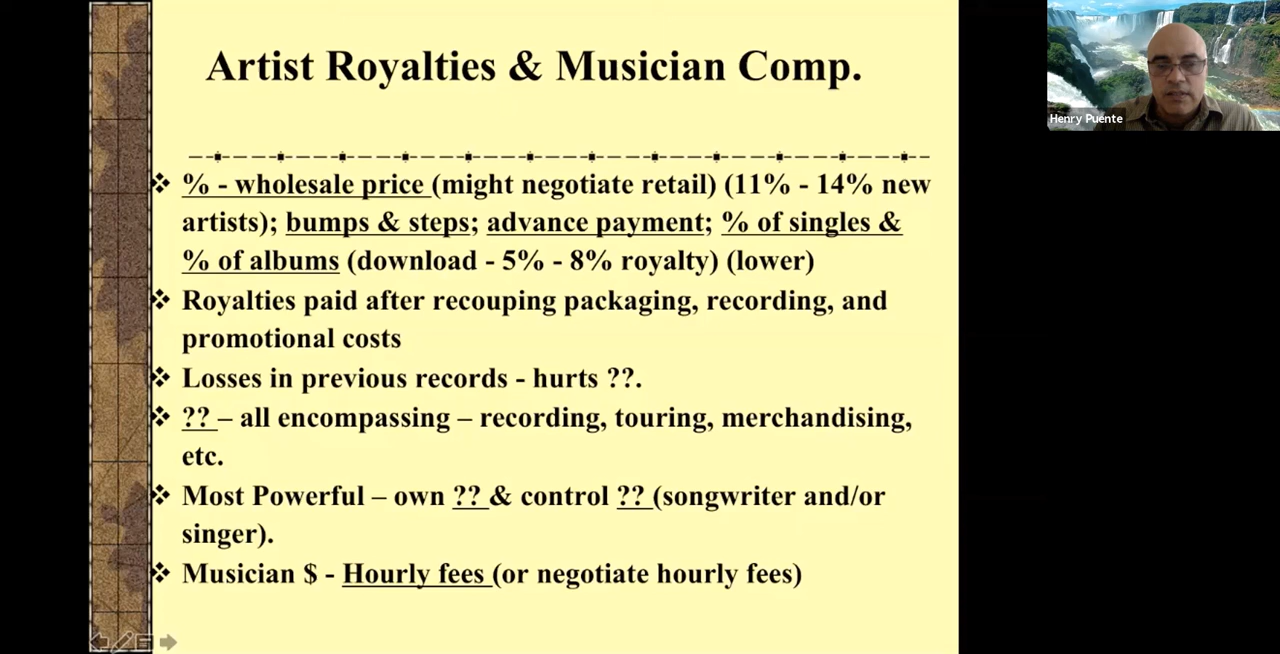 Artist Royalties & Musician Comp.
Henry Puente
❖ % - wholesale price (might negotiate retail) (11% - 14% new
artists); bumps & steps; advance payment; % of singles &
% of albums (download - 5% - 8% royalty) (lower)
❖ Royalties paid after recouping packaging, recording, and
promotional costs
❖ Losses in previous records - hurts ??.
❖ ?? – all encompassing – recording, touring, merchandising,
etc.
❖ Most Powerful – own ?? & control ?? (songwriter and/or
singer).
❖ Musician $ - Hourly fees (or negotiate hourly fees)